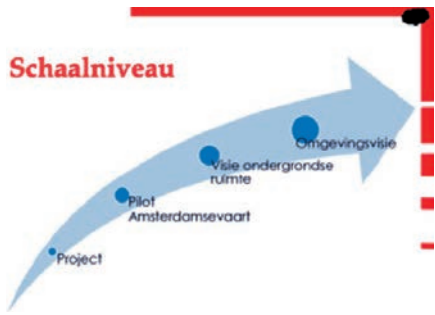 Schaalniveau
Omgevingsvisie
Visie ondergrondse
ruimte
Pilot
Amsterdamsevaart
Project